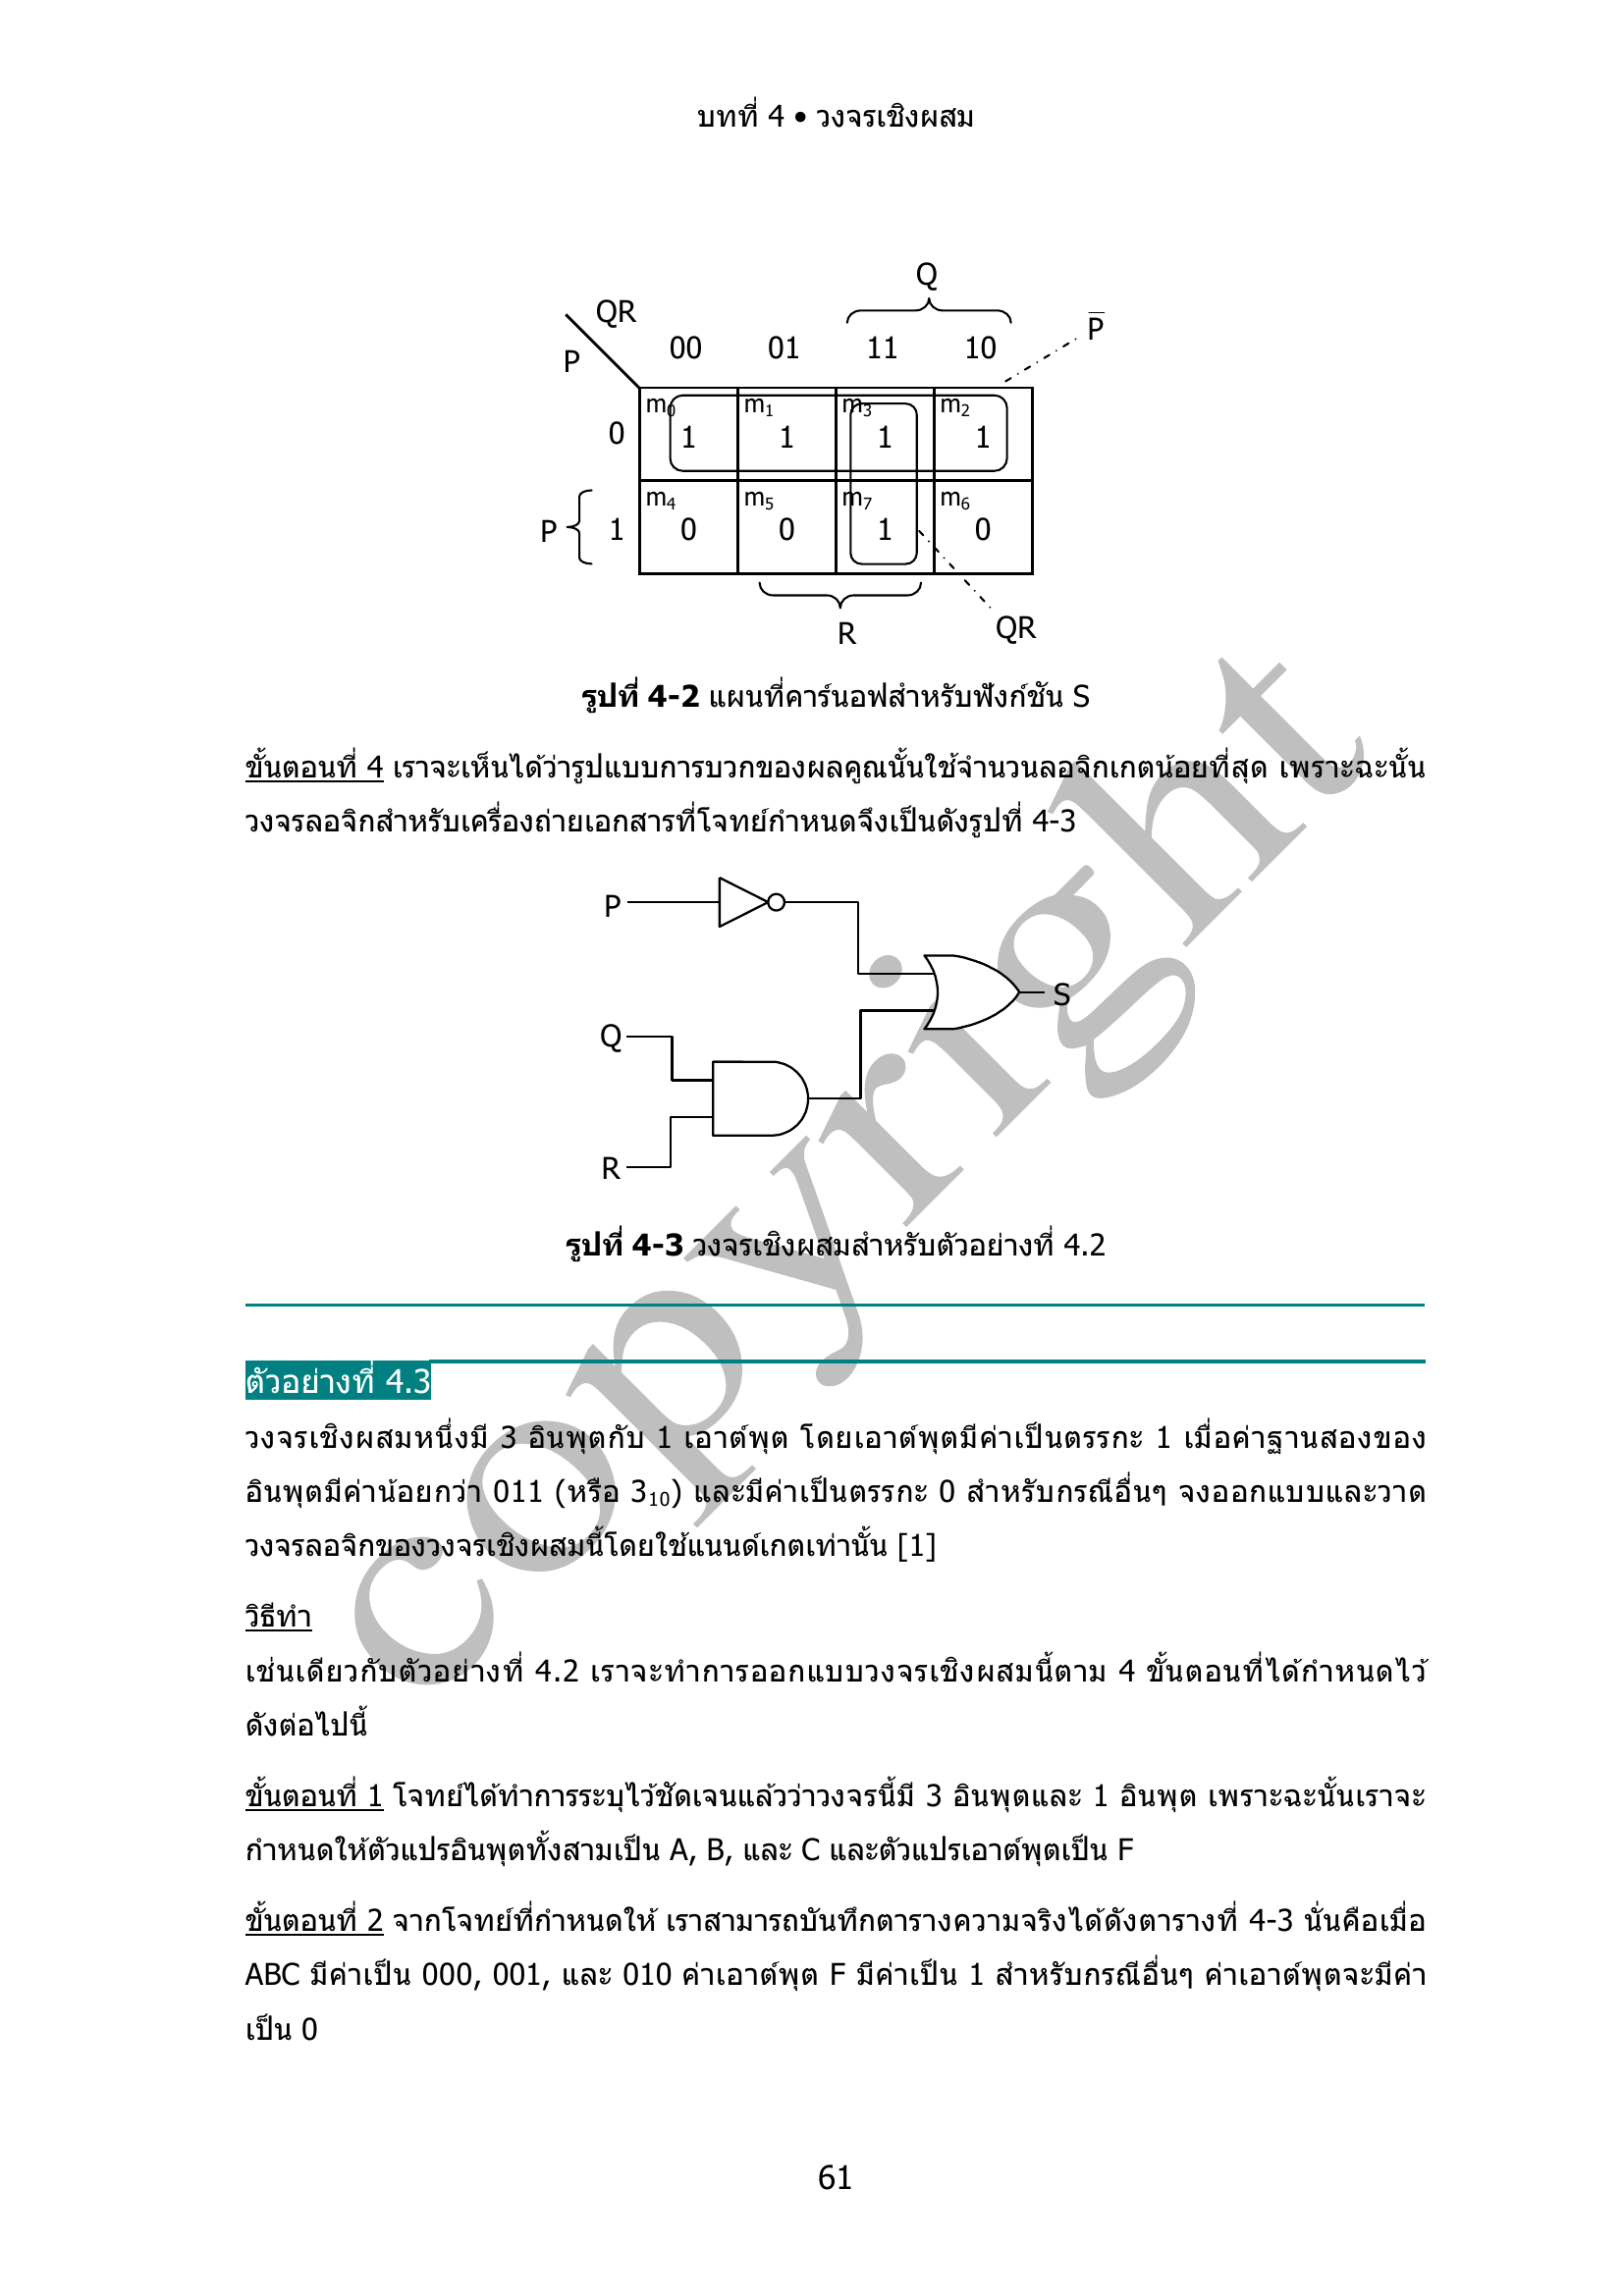 บทที่ 4 • วงจรเชิงผสม
Q
QR
P
00 01 11 10
P̅
m0 m1 m3 m2
0 1 1 1 1
m4 m5 m7 m6
P 1 0 0 1 0
R
QR
รูปที่ 4-2 แผนที่คาร์นอฟสำหรับฟังก์ชัน S
ขั้นตอนที่ 4 เราจะเห็นได้ว่ารูปแบบการบวกของผลคูณนั้นใช้จำนวนลอจิกเกตน้อยที่สุด เพราะฉะนั้น
วงจรลอจิกสำหรับเครื่องถ่ายเอกสารที่โจทย์กำหนดจึงเป็นดังรูปที่ 4-3
P
S
Q
R
รูปที่ 4-3 วงจรเชิงผสมสำหรับตัวอย่างที่ 4.2
ตัวอย่างที่ 4.3
วงจรเชิงผสมหนึ่งมี 3 อินพุตกับ 1 เอาต์พุต โดยเอาต์พุตมีค่าเป็นตรรกะ 1 เมื่อค่าฐานสองของ
อินพุตมีค่าน้อยกว่า 011 (หรือ 3₁₀) และมีค่าเป็นตรรกะ 0 สำหรับกรณีอื่นๆ จงออกแบบและวาด
วงจรลอจิกของวงจรเชิงผสมนี้โดยใช้แนนด์เกตเท่านั้น [1]
วิธีทำ
เช่นเดียวกับตัวอย่างที่ 4.2 เราจะทำการออกแบบวงจรเชิงผสมนี้ตาม 4 ขั้นตอนที่ได้กำหนดไว้
ดังต่อไปนี้
ขั้นตอนที่ 1 โจทย์ได้ทำการระบุไว้ชัดเจนแล้วว่าวงจรนี้มี 3 อินพุตและ 1 อินพุต เพราะฉะนั้นเราจะ
กำหนดให้ตัวแปรอินพุตทั้งสามเป็น A, B, และ C และตัวแปรเอาต์พุตเป็น F
ขั้นตอนที่ 2 จากโจทย์ที่กำหนดให้ เราสามารถบันทึกตารางความจริงได้ดังตารางที่ 4-3 นั่นคือเมื่อ
ABC มีค่าเป็น 000, 001, และ 010 ค่าเอาต์พุต F มีค่าเป็น 1 สำหรับกรณีอื่นๆ ค่าเอาต์พุตจะมีค่า
เป็น 0
61
copyright